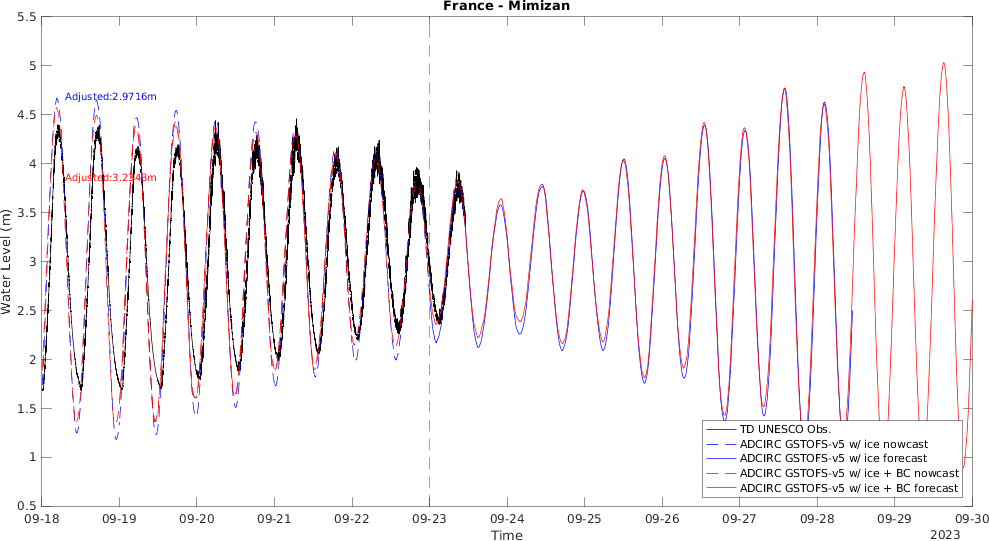 France - Mimizan
5.5
5
4.5
4
3.5
3
2.5
2
1.5
1
0.5
Water Level (m)
Adjusted:2.9716m
Adjusted:3.2343m
TD UNESCO Obs.
ADCIRC GSTOFS-v5 w/ ice nowcast
ADCIRC GSTOFS-v5 w/ ice forecast
ADCIRC GSTOFS-v5 w/ ice + BC nowcast
ADCIRC GSTOFS-v5 w/ ice + BC forecast
09-18 09-19 09-20 09-21 09-22 09-23 09-24 09-25 09-26 09-27 09-28 09-29 09-30
Time
2023